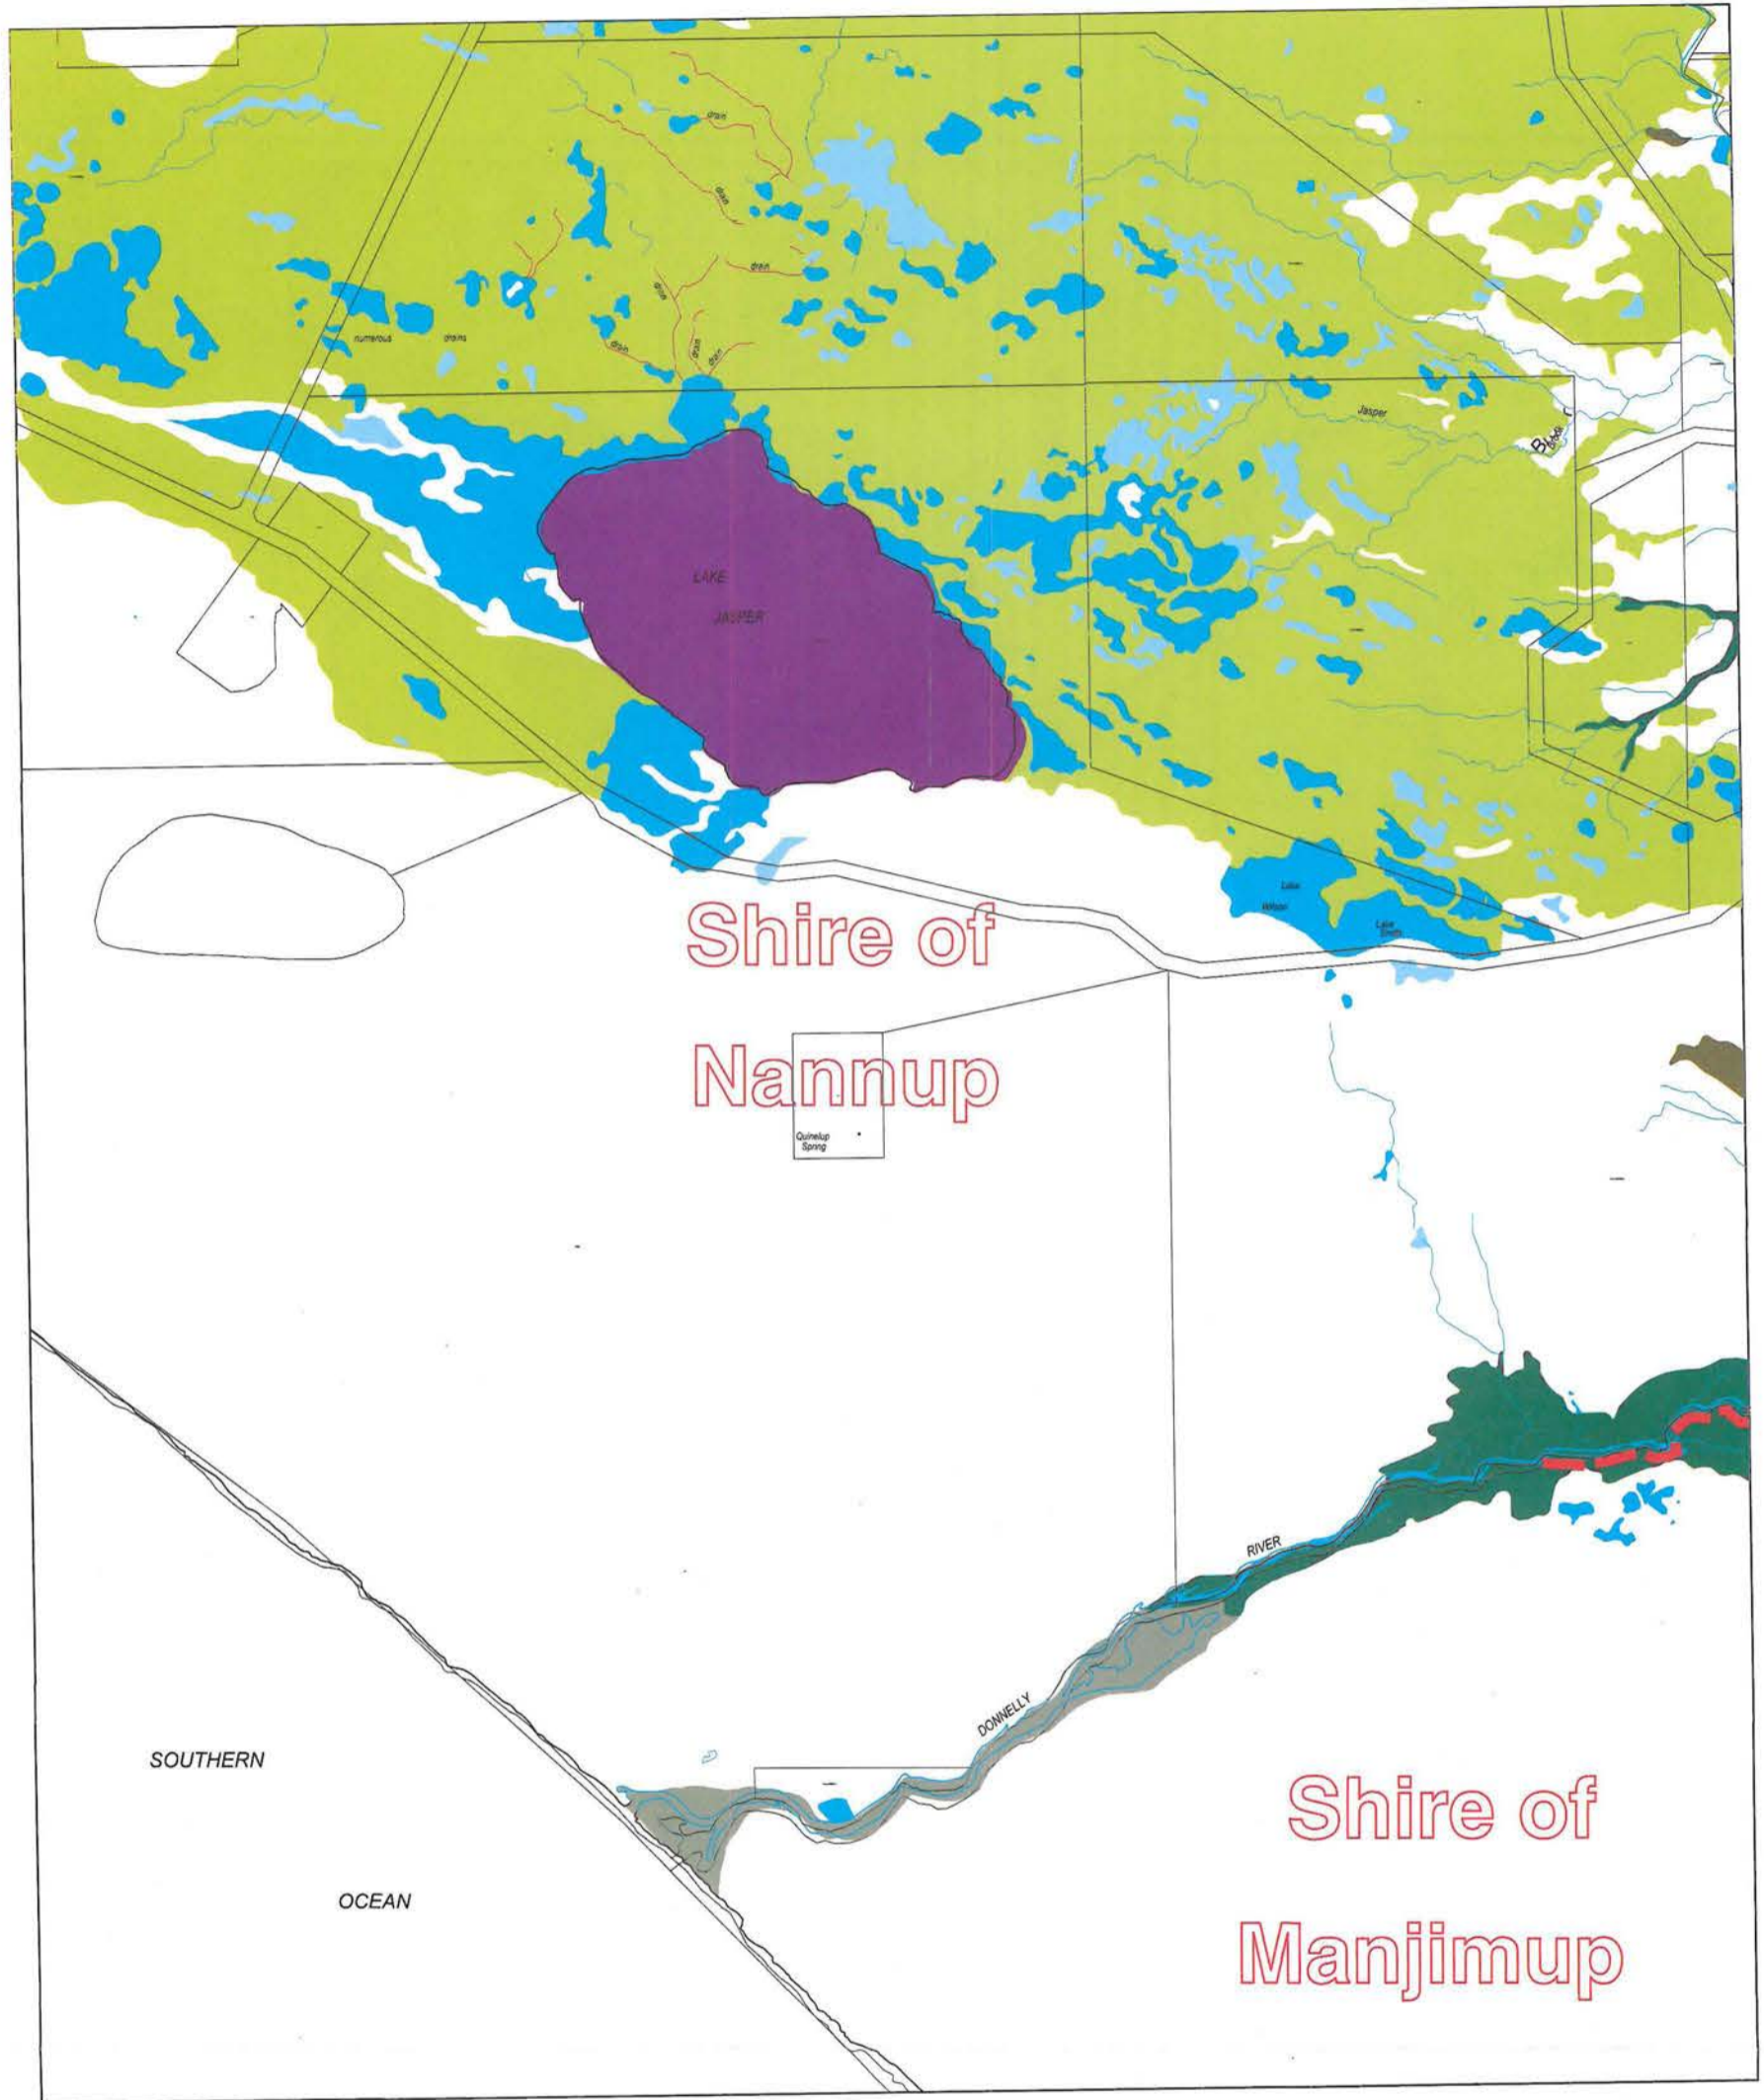 drain
drain
drain
drain
numerous drains
drain
drain
drain
Jasper
LAKE
JASPER
Lake
Wilson
Lake
Smith
Shire of
Nannup
Quinelup
Spring
RIVER
DONNELLY
SOUTHERN
OCEAN
Shire of
Manjimup